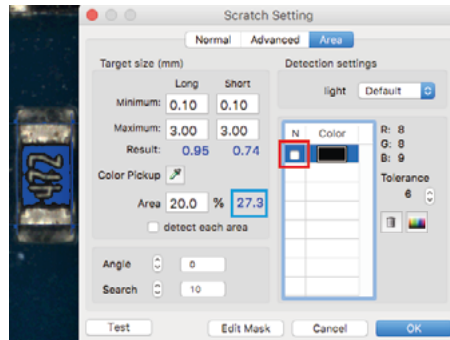 Scratch Setting
Normal Advanced Area
Target size (mm)
Long Short
Minimum: 0.10 0.10
Maximum: 3.00 3.00
Result: 0.95 0.74
Color Pickup
Area 20.0 % 27.3
detect each area
Angle 0
Search 10
Detection settings
light Default
N Color
R: 8
G: 8
B: 9
Tolerance
6
Test Edit Mask Cancel OK